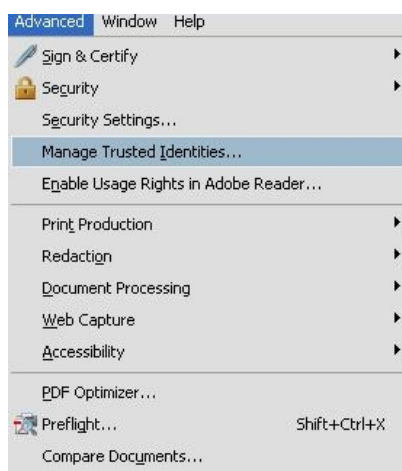 Advanced Window Help
Sign & Certify
Security
Security Settings...
Manage Trusted Identities...
Enable Usage Rights in Adobe Reader...
Print Production
Redaction
Document Processing
Web Capture
Accessibility
PDF Optimizer...
Preflight... Shift+Ctrl+X
Compare Documents...